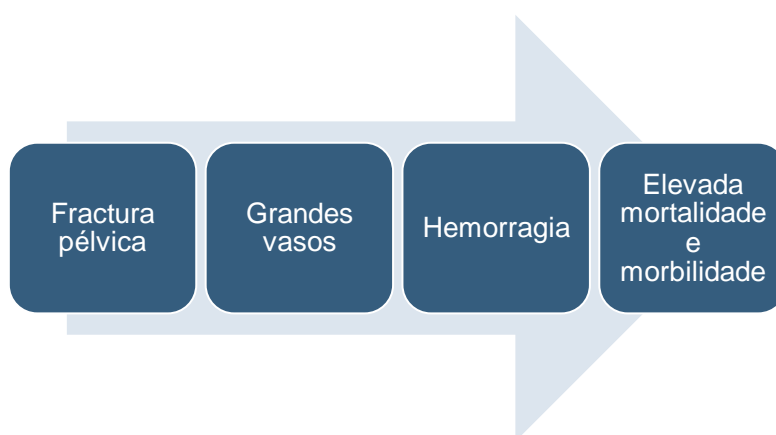 Fractura
pélvica
Grandes
vasos
Hemorragia
Elevada
mortalidade
e
morbilidade